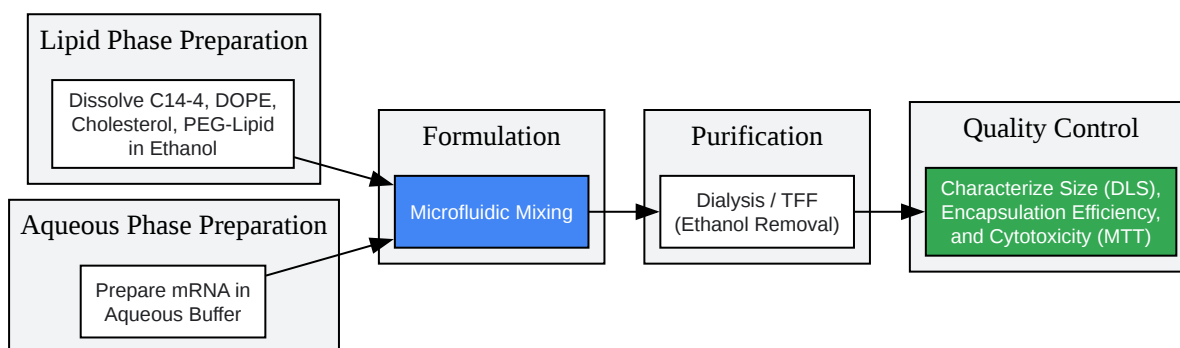 Lipid Phase Preparation
Dissolve C14-4, DOPE,
Cholesterol, PEG-Lipid
in Ethanol
Aqueous Phase Preparation
Prepare mRNA in
Aqueous Buffer
Formulation
Microfluidic Mixing
Purification
Dialysis / TFF
(Ethanol Removal)
Quality Control
Characterize Size (DLS),
Encapsulation Efficiency,
and Cytotoxicity (MTT)